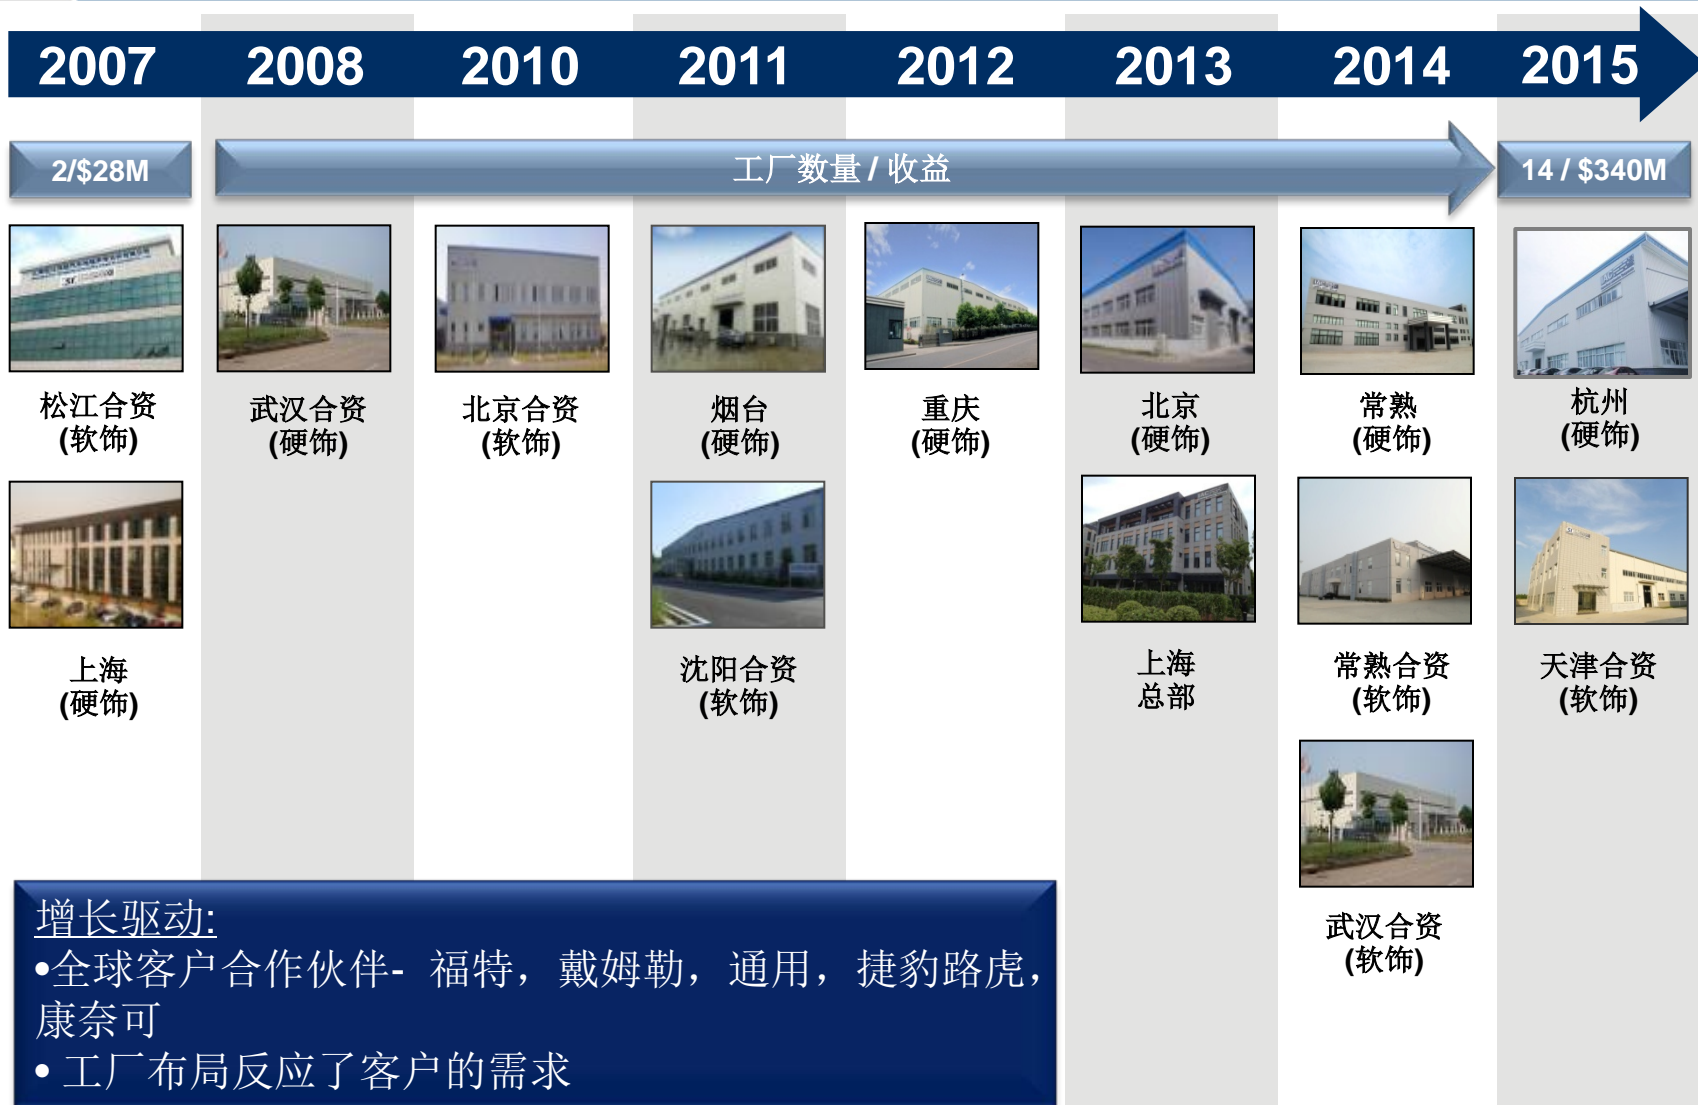 2007 2008 2010 2011 2012 2013 2014 2015
2/$28M 工厂数量 / 收益 14 / $340M
松江合资
(软饰)
武汉合资
(硬饰)
北京合资
(软饰)
烟台
(硬饰)
重庆
(硬饰)
北京
(硬饰)
常熟
(硬饰)
杭州
(硬饰)
上海
(硬饰)
沈阳合资
(软饰)
上海
总部
常熟合资
(软饰)
天津合资
(软饰)
武汉合资
(软饰)
增长驱动:
•全球客户合作伙伴- 福特，戴姆勒，通用，捷豹路虎，
康奈可
• 工厂布局反应了客户的需求